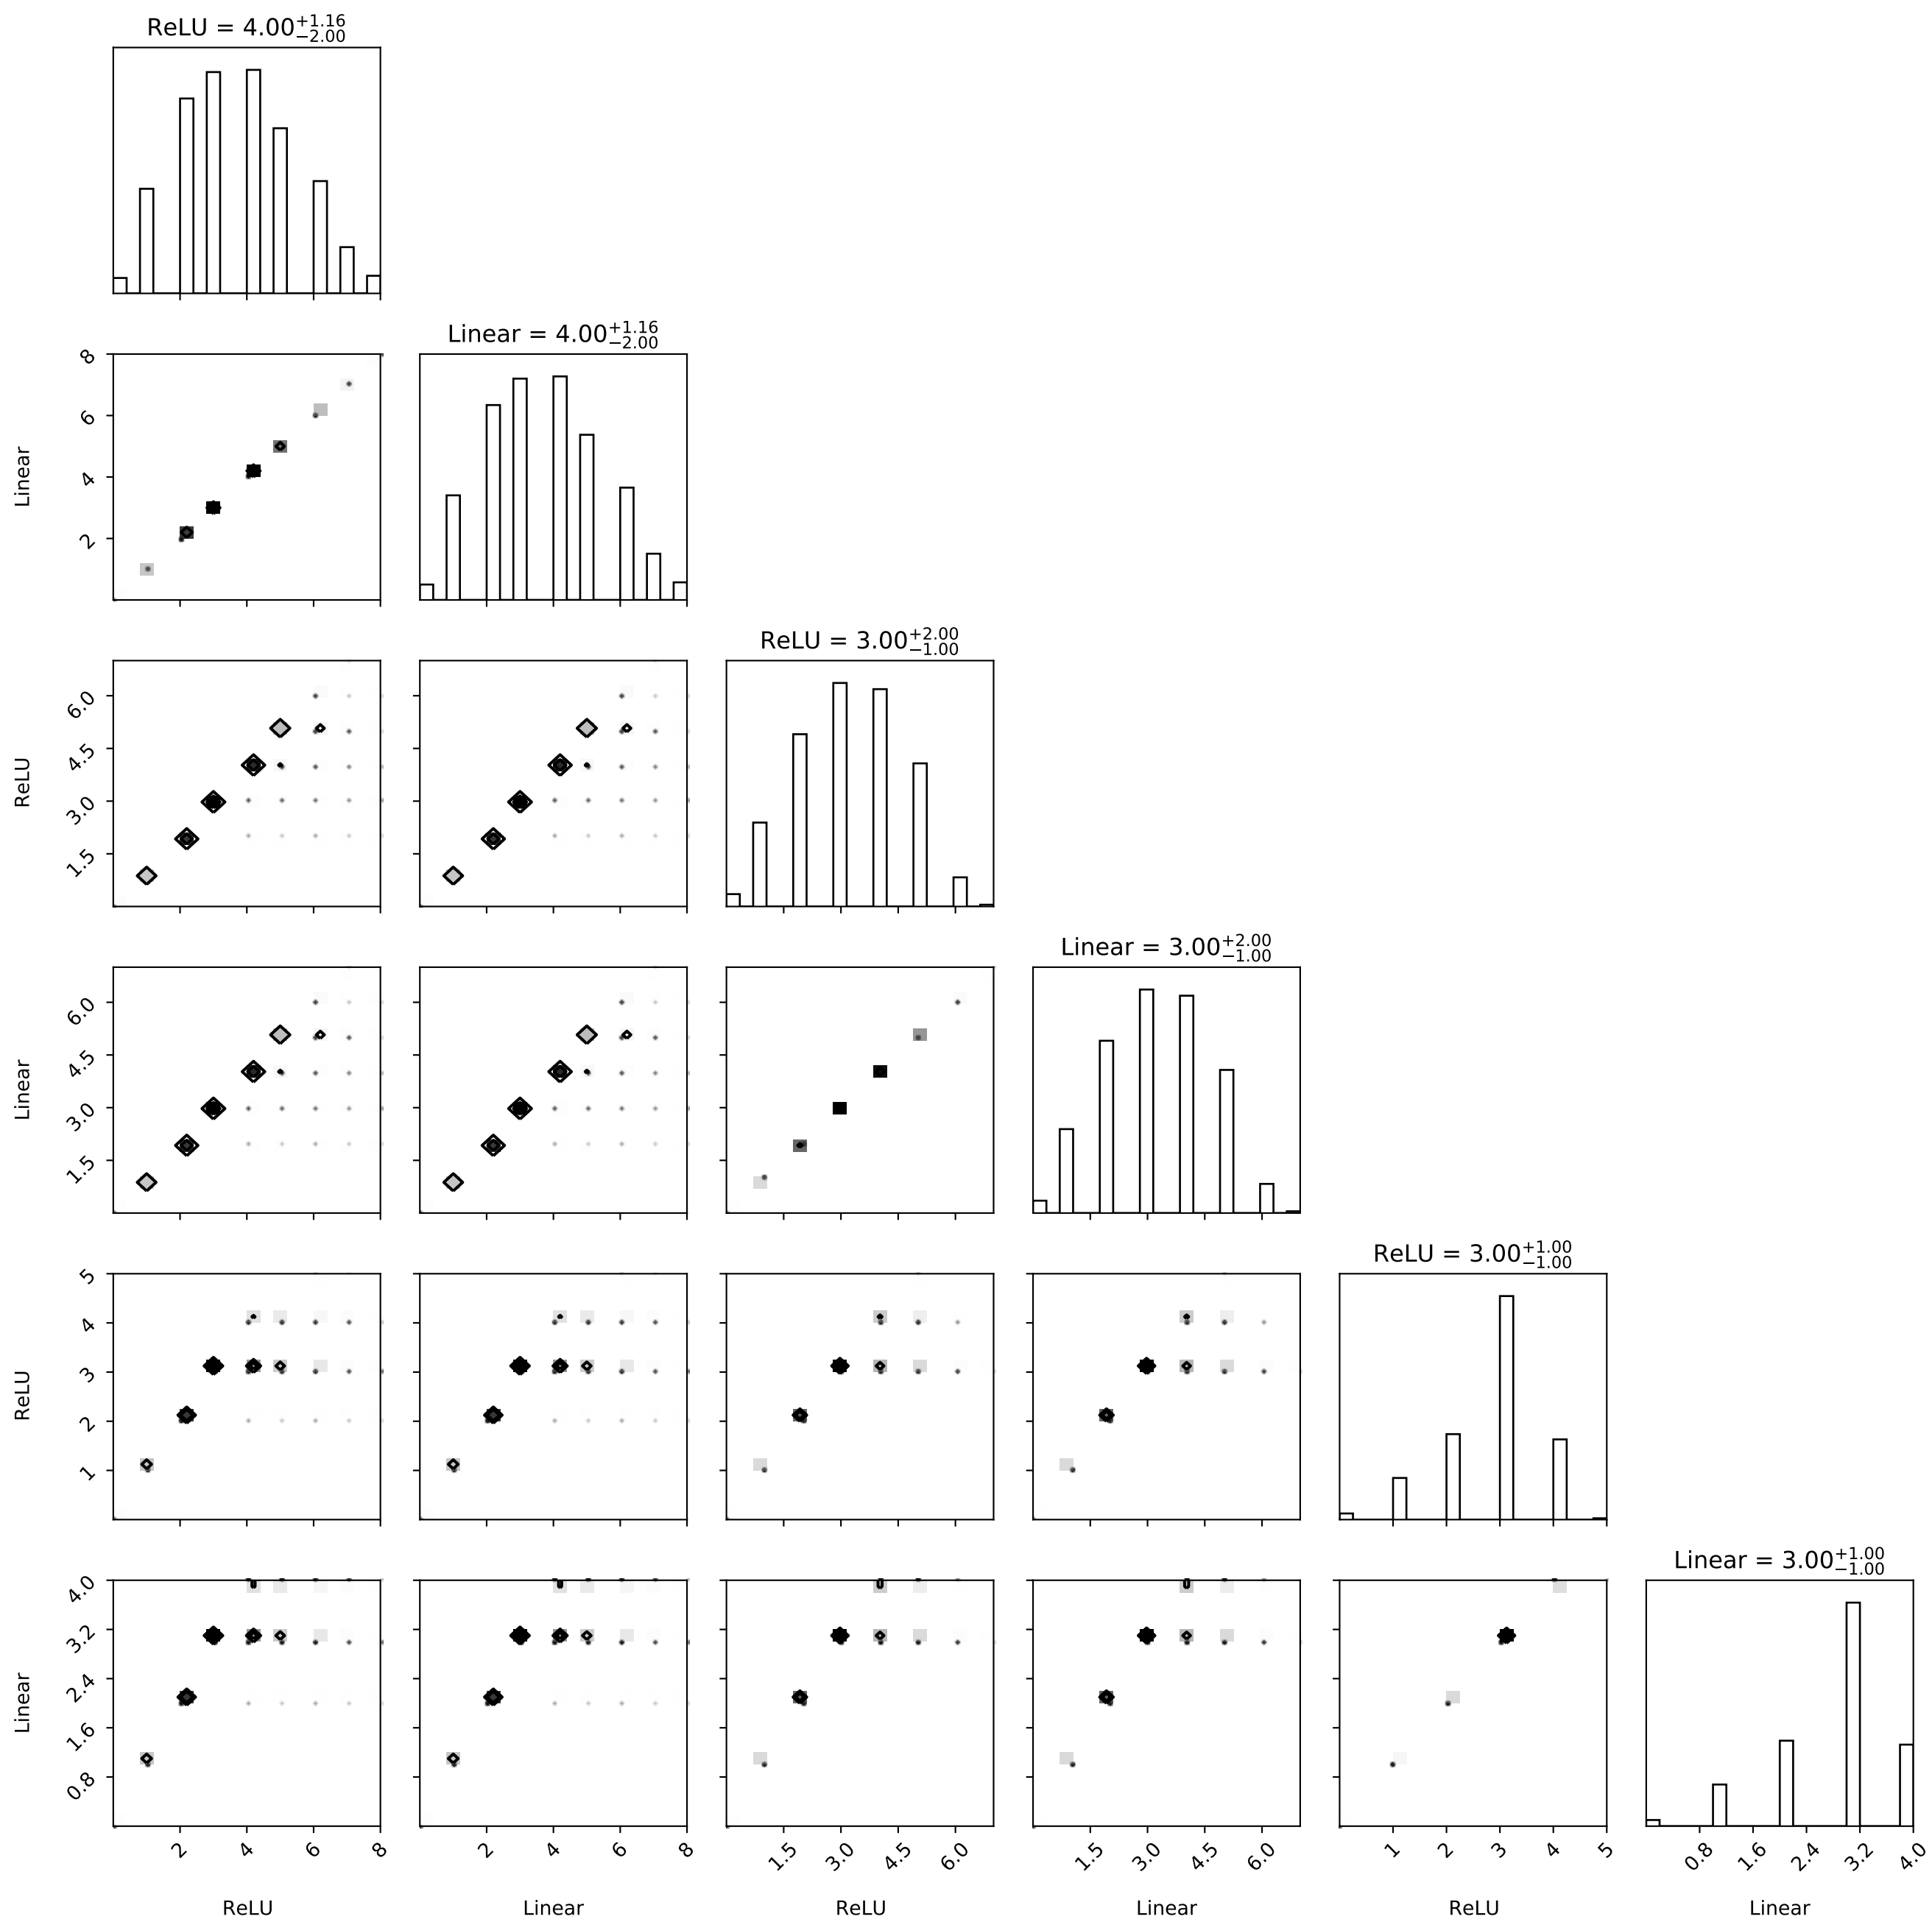 ReLU = 4.00+1.16−2.00
Linear = 4.00+1.16−2.00
8
6
4
2
Linear
ReLU = 3.00+2.00−1.00
6.0
4.5
3.0
1.5
ReLU
Linear = 3.00+2.00−1.00
6.0
4.5
3.0
1.5
Linear
ReLU = 3.00+1.00−1.00
5
4
3
2
1
ReLU
Linear = 3.00+1.00−1.00
4.0
3.2
2.4
1.6
0.8
Linear
2 4 6 8 2 4 6 8 1.5 3.0 4.5 6.0 1.5 3.0 4.5 6.0 1 2 3 4 5 0.8 1.6 2.4 3.2 4.0
ReLU Linear ReLU Linear ReLU Linear